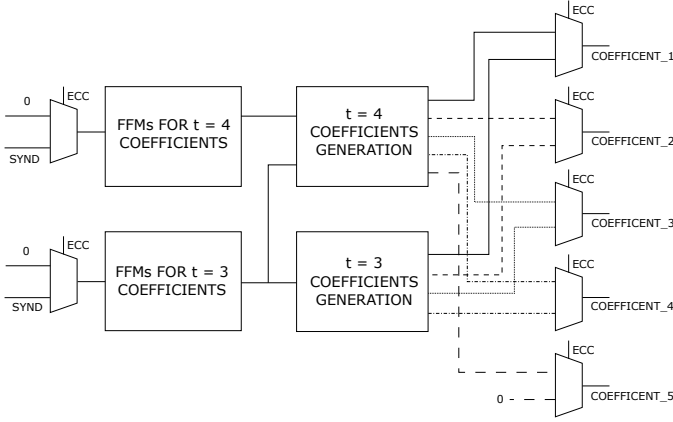 ECC
COEFFICENT_1
0
ECC
SYND
FFMs FOR t = 4
COEFFICIENTS
t = 4
COEFFICIENTS
GENERATION
ECC
COEFFICENT_2
ECC
COEFFICENT_3
0
ECC
SYND
FFMs FOR t = 3
COEFFICIENTS
t = 3
COEFFICIENTS
GENERATION
ECC
COEFFICENT_4
ECC
0
COEFFICENT_5